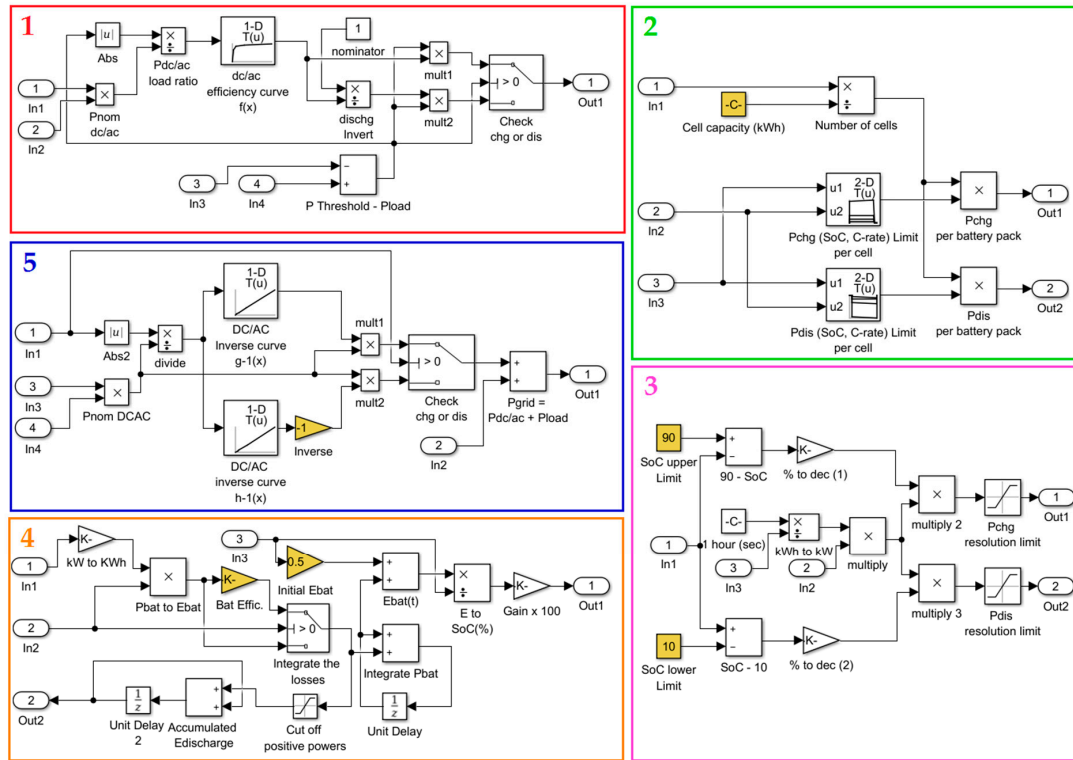 1
|u|
Abs
×
÷
Pdc/ac
load ratio
1-D
T(u)
dc/ac
efficiency curve
f(x)
1
nominator
1
In1
2
In2
×
Pnom
dc/ac
×
÷
dischg
Invert
×
mult1
×
mult2
> 0
Check
chg or dis
1
Out1
3
In3
4
In4
−
+
P Threshold - Pload
2
1
In1
-C-
Cell capacity (kWh)
×
÷
Number of cells
2
In2
3
In3
u1
u2
2-D
T(u)
Pchg (SoC, C-rate) Limit
per cell
u1
u2
2-D
T(u)
Pdis (SoC, C-rate) Limit
per cell
×
Pchg
per battery pack
1
Out1
×
Pdis
per battery pack
2
Out2
5
1
In1
|u|
Abs2
×
÷
divide
3
In3
4
In4
×
Pnom DCAC
1-D
T(u)
DC/AC
Inverse curve
g-1(x)
1-D
T(u)
DC/AC
inverse curve
h-1(x)
-1
Inverse
mult1
×
×
mult2
> 0
Check
chg or dis
2
In2
+
+
Pgrid =
Pdc/ac + Pload
1
Out1
3
90
SoC upper
Limit
+
−
90 - SoC
K-
% to dec (1)
1
In1
-C-
1 hour (sec)
×
÷
kWh to kW
3
In3
2
In2
×
multiply
×
multiply 2
×
multiply 3
Pchg
resolution limit
1
Out1
Pdis
resolution limit
2
Out2
10
SoC lower
Limit
+
−
SoC - 10
K-
% to dec (2)
4
1
In1
K-
kW to KWh
2
In2
×
Pbat to Ebat
K-
Bat Effic.
3
In3
0.5
Initial Ebat
> 0
Integrate the
losses
+
+
Ebat(t)
+
+
Integrate Pbat
×
÷
E to
SoC(%)
K-
Gain x 100
1
Out1
2
Out2
1
z
Unit Delay
2
+
+
Accumulated
Edischarge
Cut off
positive powers
1
z
Unit Delay